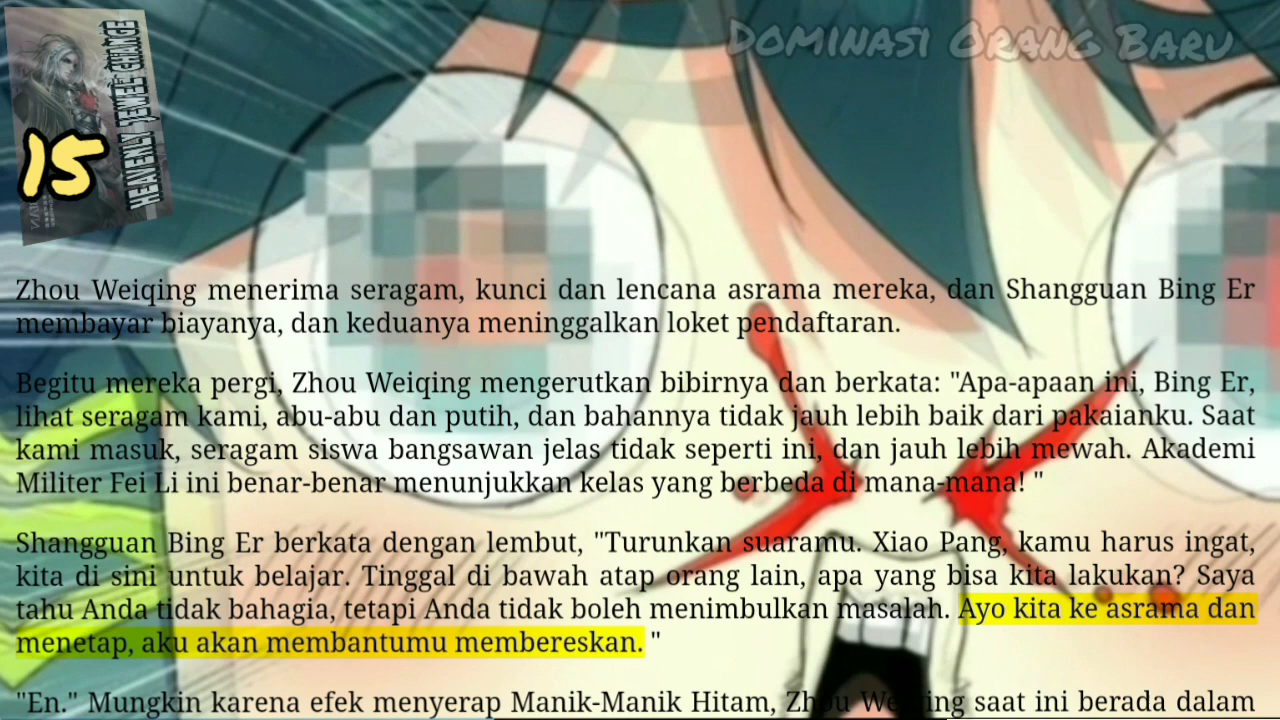 Dominasi Orang Baru
HEAVENLY JEWEL CHANGE
15
Zhou Weiqing menerima seragam, kunci dan lencana asrama mereka, dan Shangguan Bing Er
membayar biayanya, dan keduanya meninggalkan loket pendaftaran.
Begitu mereka pergi, Zhou Weiqing mengerutkan bibirnya dan berkata: "Apa-apaan ini, Bing Er,
lihat seragam kami, abu-abu dan putih, dan bahannya tidak jauh lebih baik dari pakaianku. Saat
kami masuk, seragam siswa bangsawan jelas tidak seperti ini, dan jauh lebih mewah. Akademi
Militer Fei Li ini benar-benar menunjukkan kelas yang berbeda di mana-mana! "
Shangguan Bing Er berkata dengan lembut, "Turunkan suaramu. Xiao Pang, kamu harus ingat,
kita di sini untuk belajar. Tinggal di bawah atap orang lain, apa yang bisa kita lakukan? Saya
tahu Anda tidak bahagia, tetapi Anda tidak boleh menimbulkan masalah. Ayo kita ke asrama dan
menetap, aku akan membantumu membereskan. "
"En." Mungkin karena efek menyerap Manik-Manik Hitam, Zhou Weiqing saat ini berada dalam